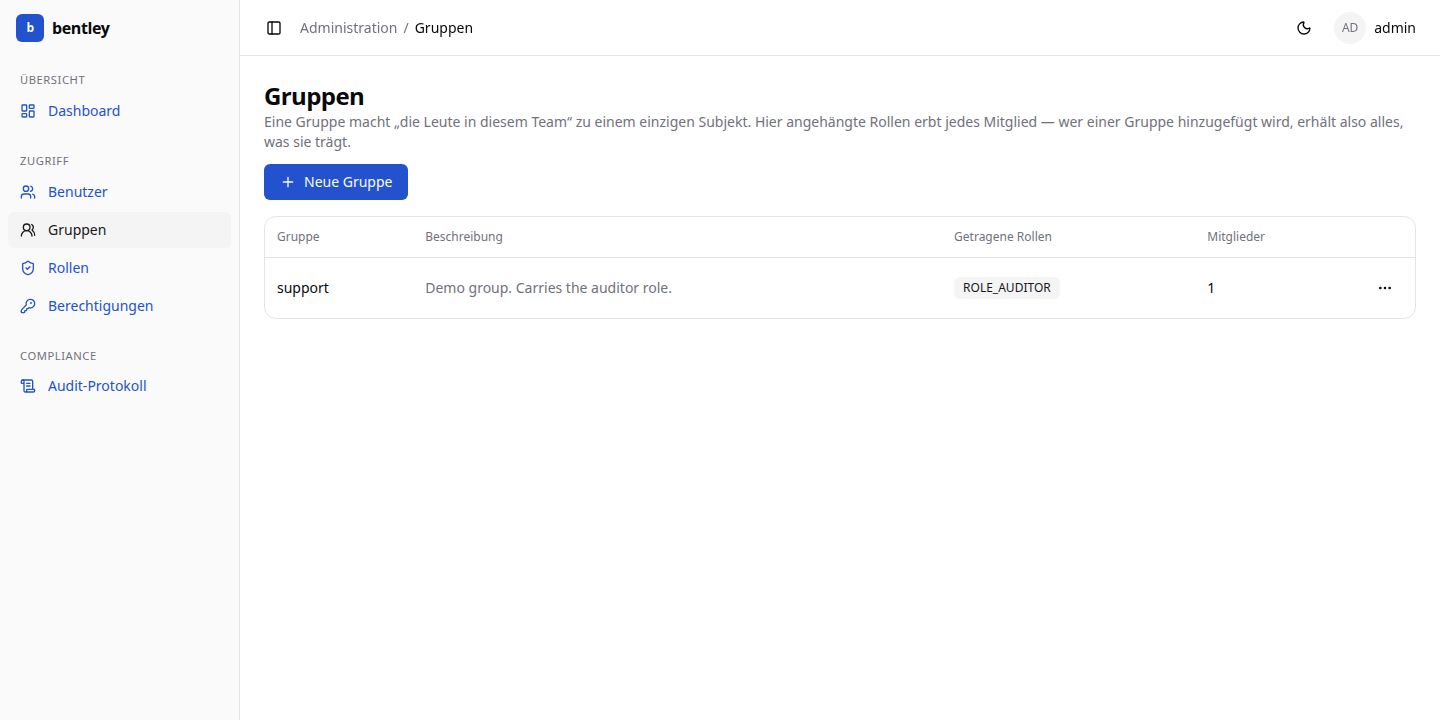 b bentley
Administration / Gruppen
AD admin
ÜBERSICHT
Dashboard
ZUGRIFF
Benutzer
Gruppen
Rollen
Berechtigungen
COMPLIANCE
Audit-Protokoll
Gruppen
Eine Gruppe macht „die Leute in diesem Team“ zu einem einzigen Subjekt. Hier angehängte Rollen erbt jedes Mitglied — wer einer Gruppe hinzugefügt wird, erhält also alles,
was sie trägt.
Neue Gruppe
Gruppe Beschreibung Getragene Rollen Mitglieder
support Demo group. Carries the auditor role. ROLE_AUDITOR 1